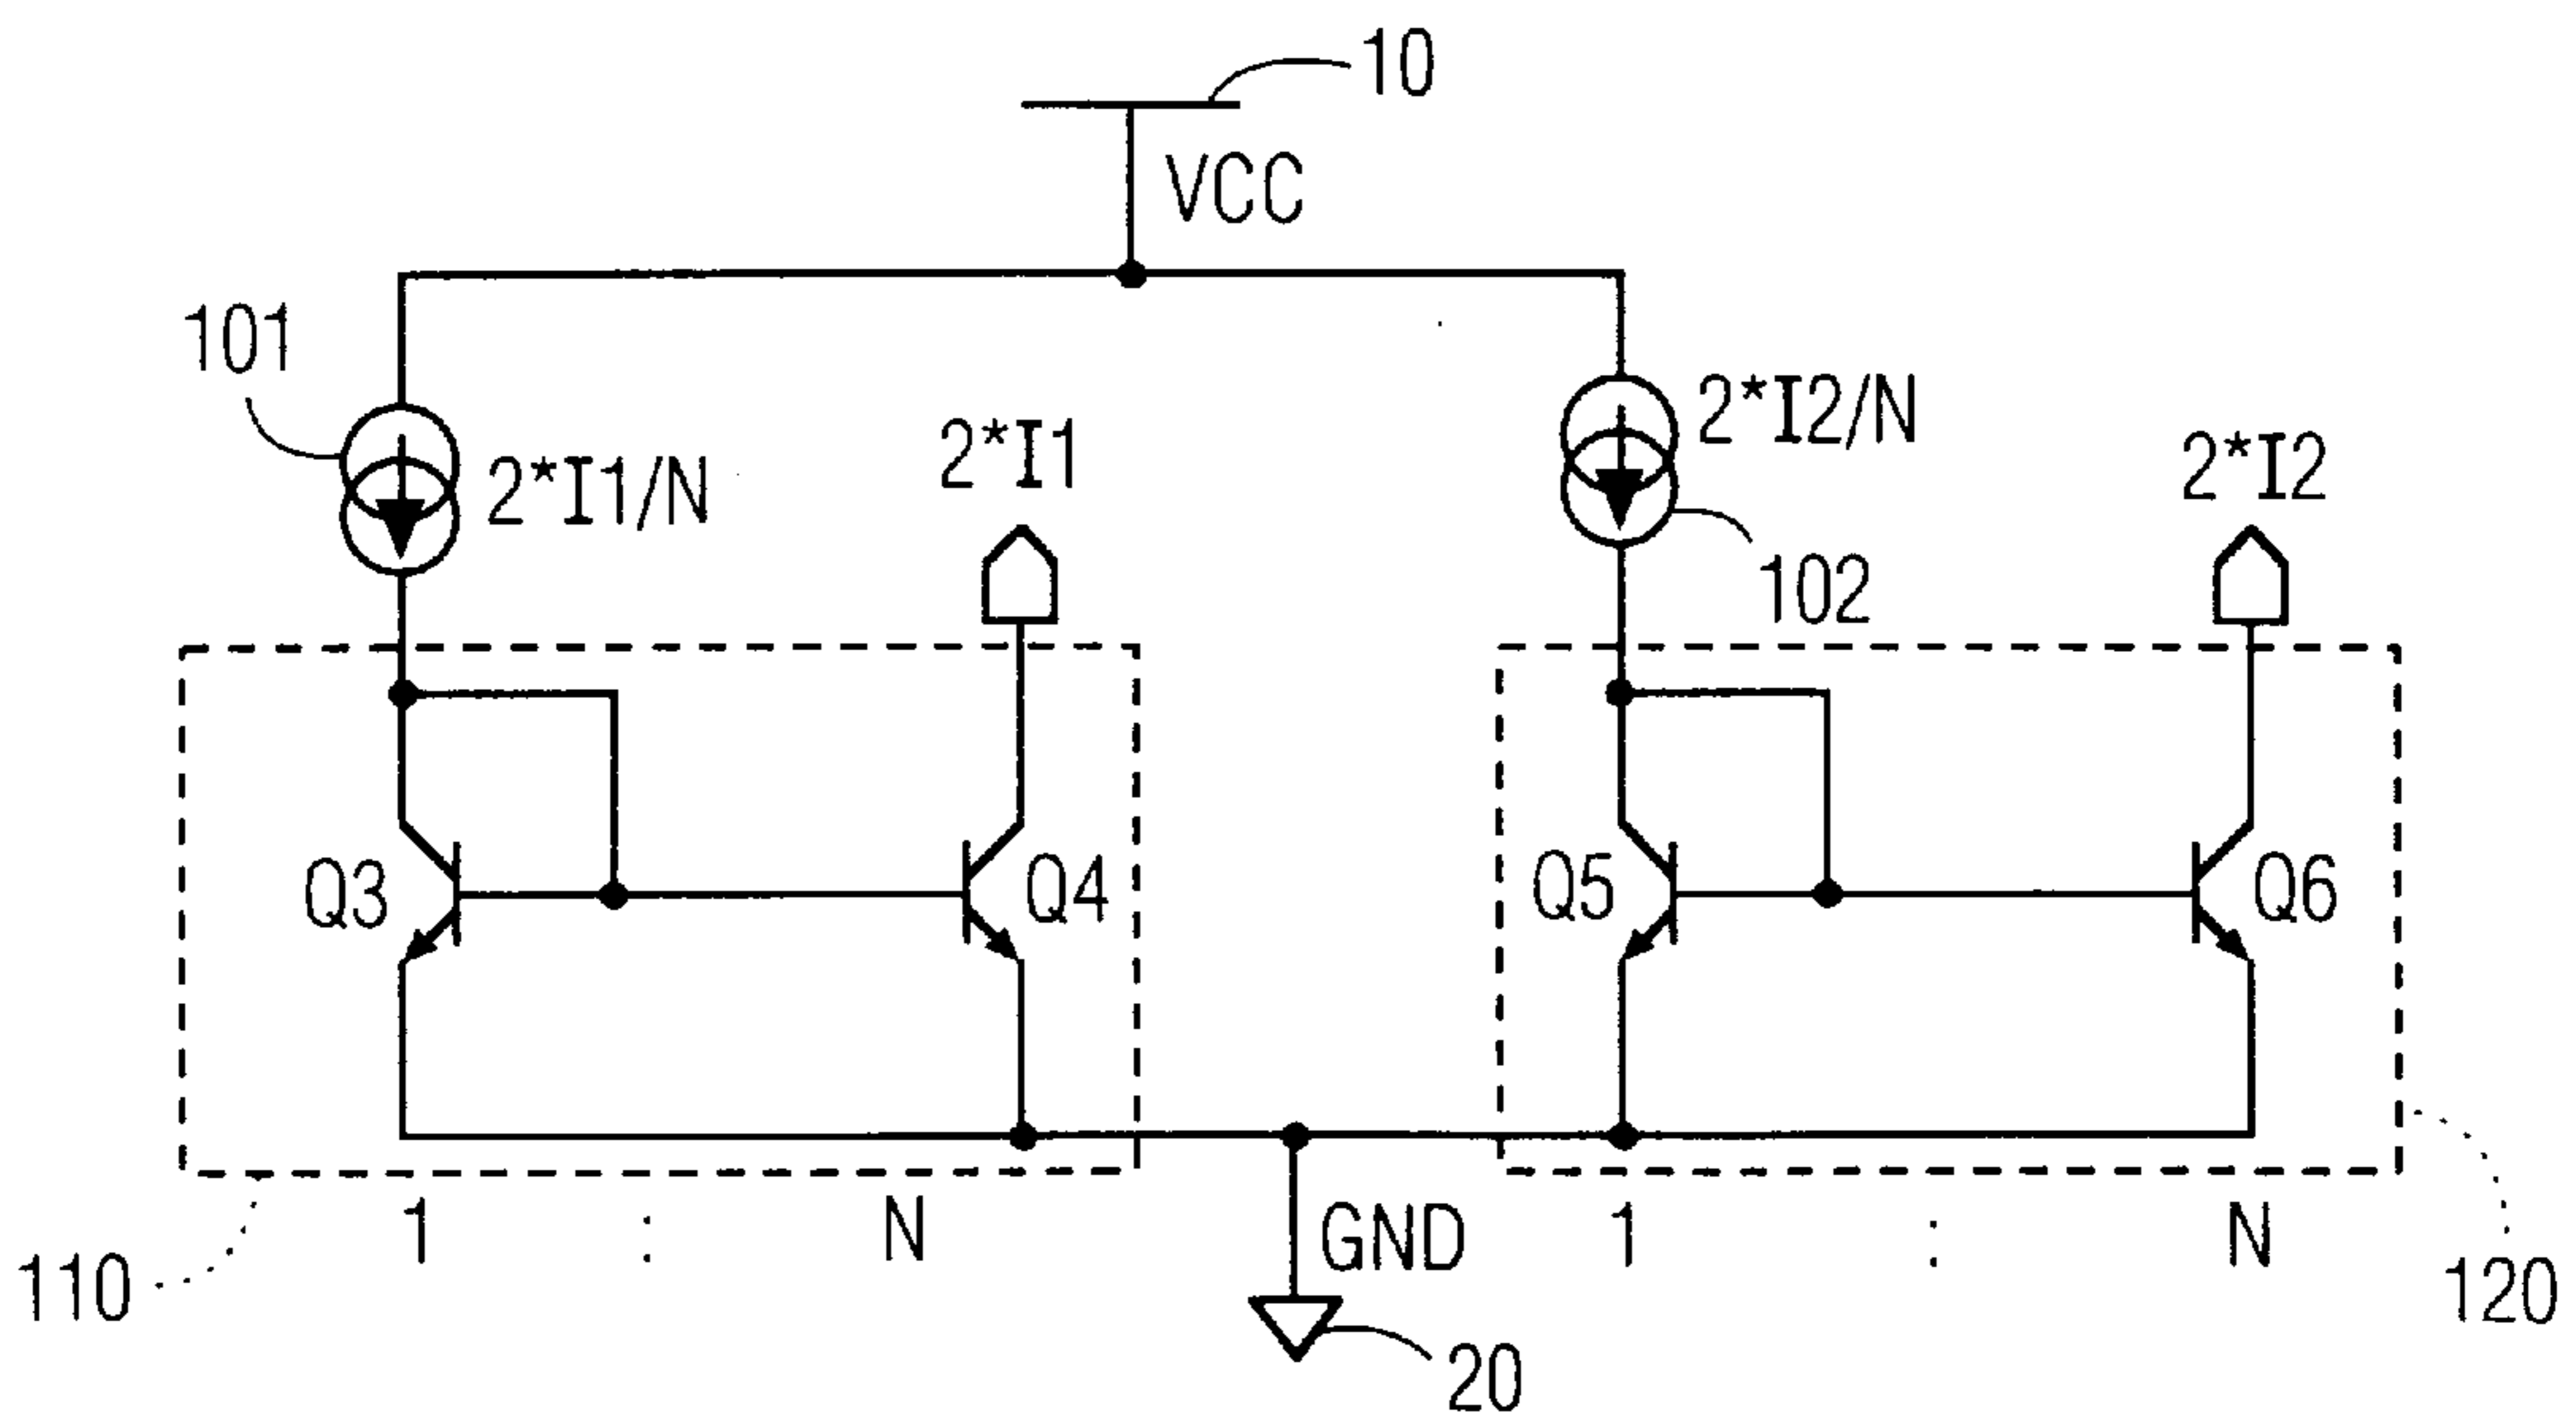 10
VCC
101
2*I1/N
2*I1
2*I2/N
2*I2
102
Q3
Q4
Q5
Q6
1 : N
GND
1 : N
110
120
20